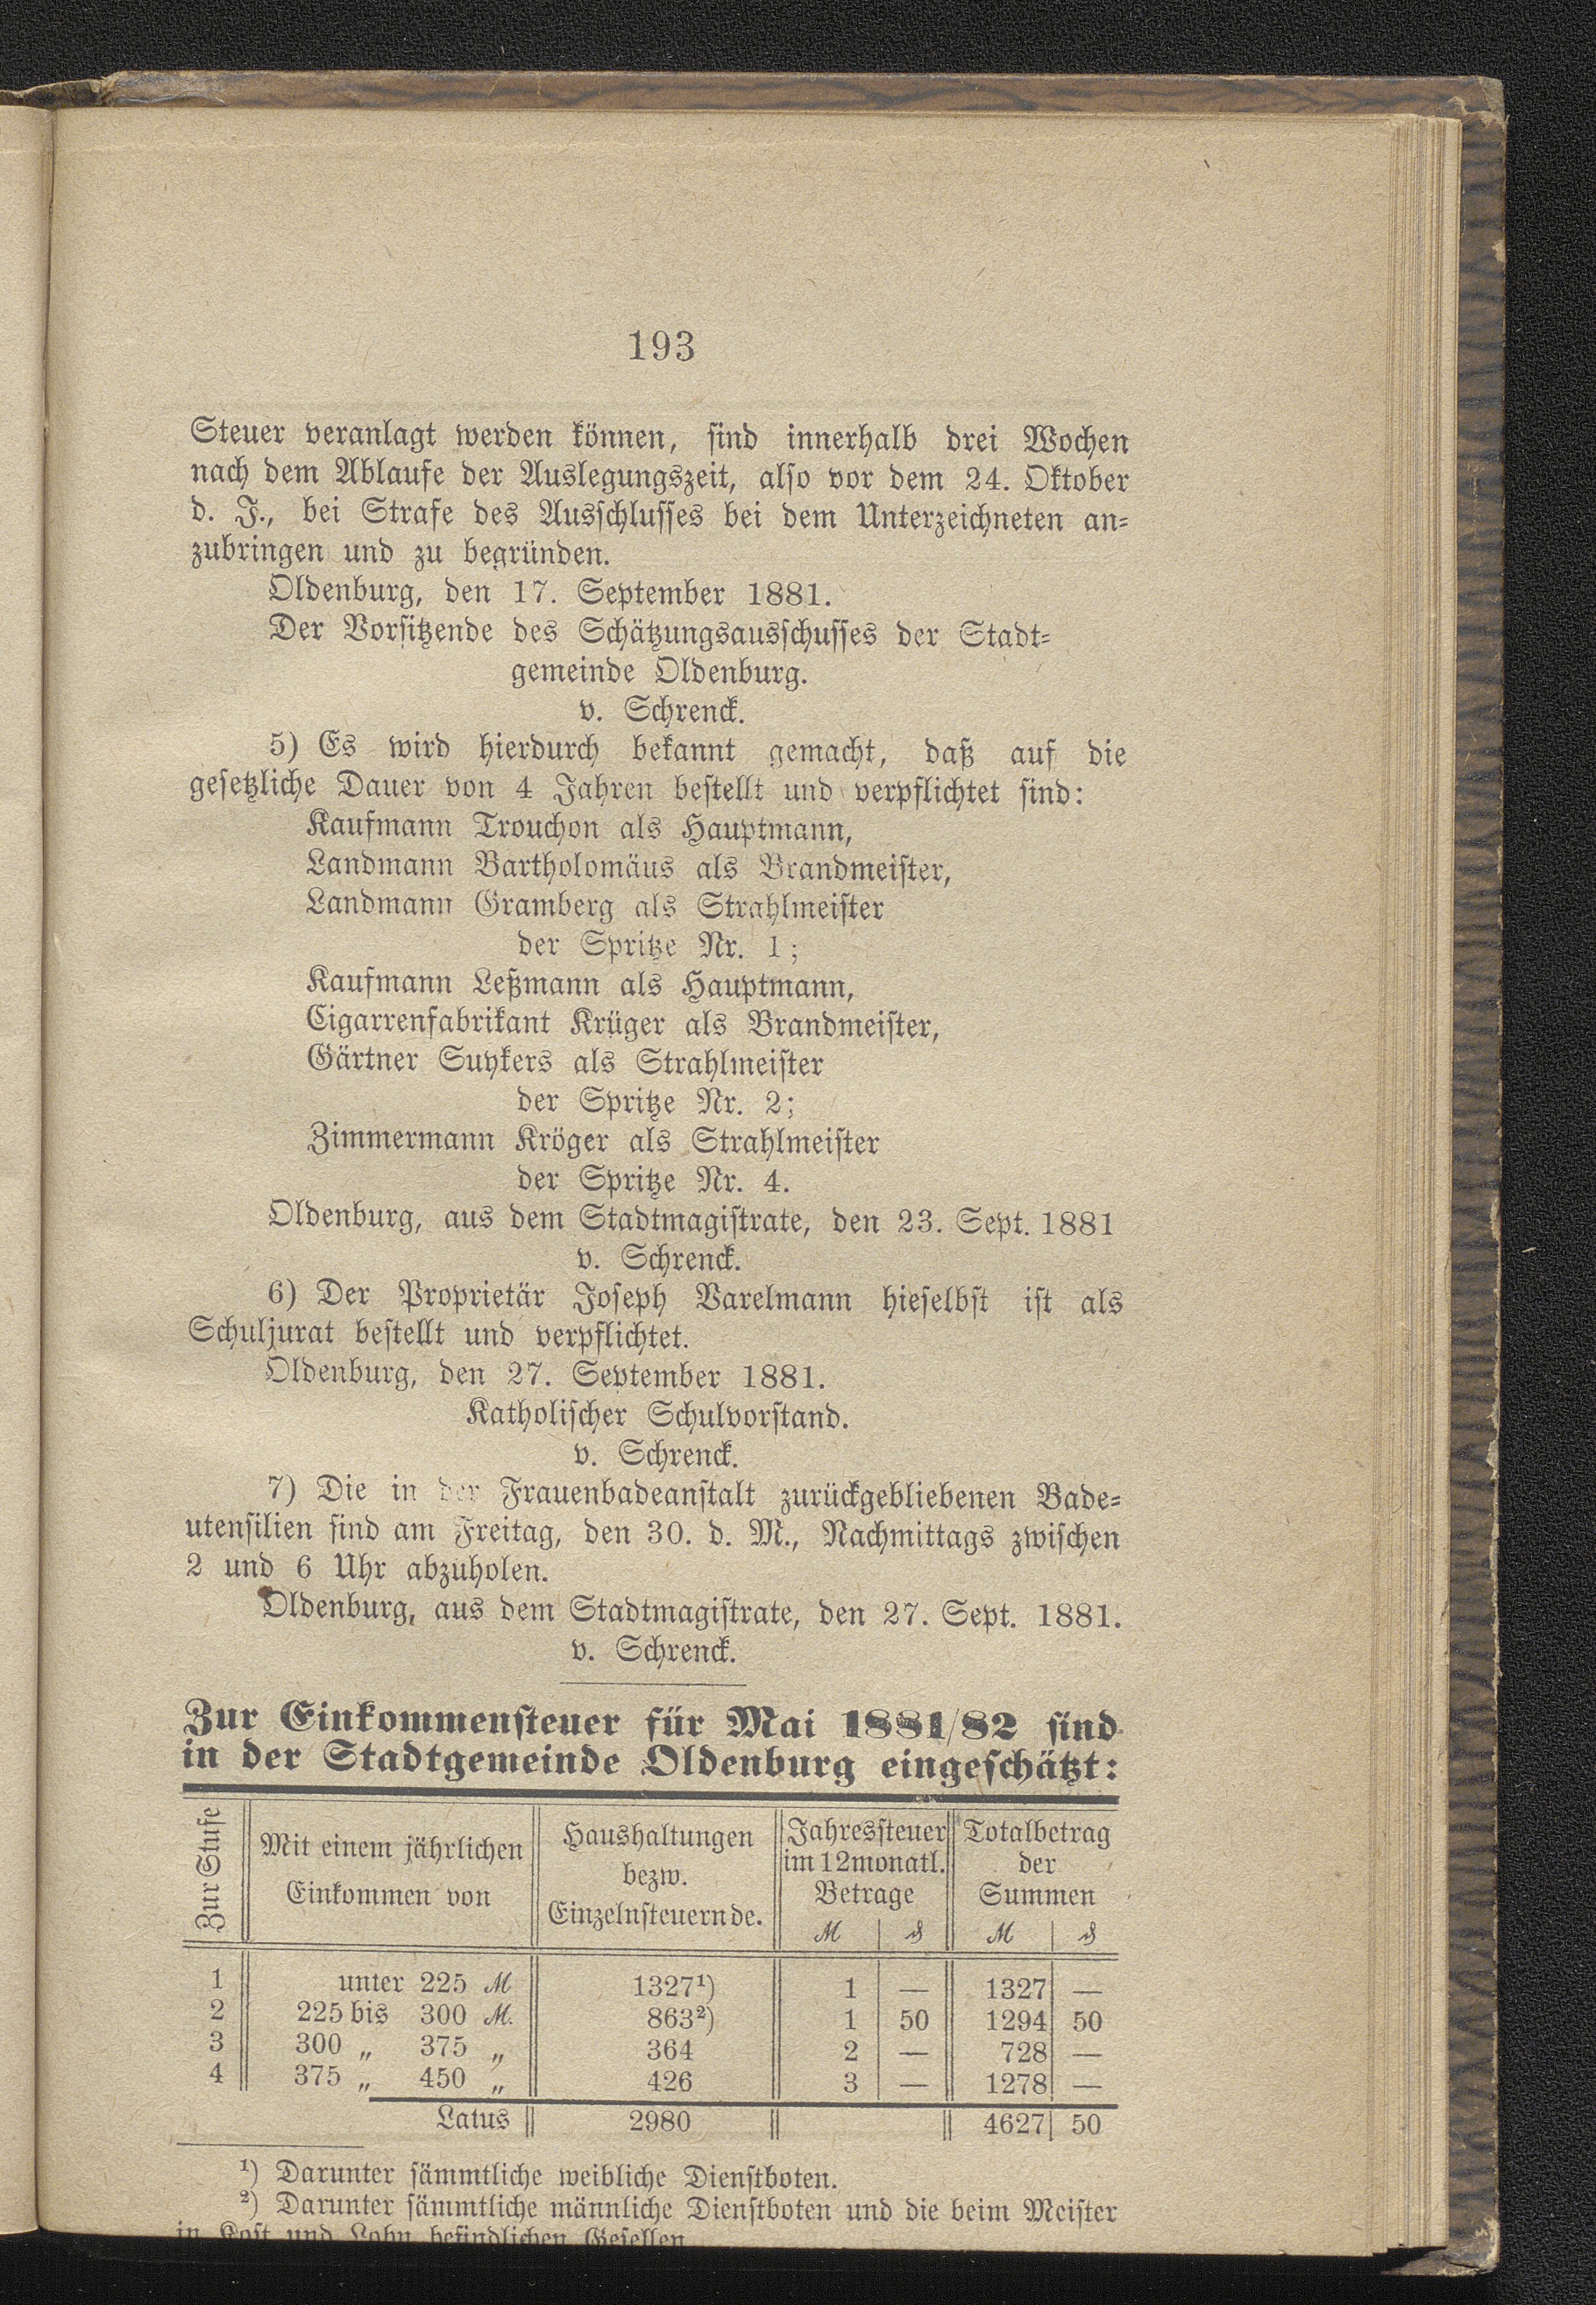 193
Steuer veranlagt werden können, sind innerhalb drei Wochen
nach dem Ablaufe der Auslegungszeit, also vor dem 24. Oktober
d. J., bei Strafe des Ausschlusses bei dem Unterzeichneten an-
zubringen und zu begründen.
Oldenburg, den 17. September 1881.
Der Vorsitzende des Schätzungsausschusses der Stadt-
gemeinde Oldenburg.
v. Schrenck.
5) Es wird hierdurch bekannt gemacht, daß auf die
gesetzliche Dauer von 4 Jahren bestellt und verpflichtet sind:
Kaufmann Trouchon als Hauptmann,
Landmann Bartholomäus als Brandmeister,
Landmann Gramberg als Strahlmeister
der Spritze Nr. 1;
Kaufmann Leßmann als Hauptmann,
Cigarrenfabrikant Krüger als Brandmeister,
Gärtner Suykers als Strahlmeister
der Spritze Nr. 2;
Zimmermann Kröger als Strahlmeister
der Spritze Nr. 4.
Oldenburg, aus dem Stadtmagistrate, den 23. Sept. 1881
v. Schrenck.
6) Der Proprietär Joseph Varelmann hieselbst ist als
Schuljurat bestellt und verpflichtet.
Oldenburg, den 27. September 1881.
Katholischer Schulvorstand.
v. Schrenck.
7) Die in der Frauenbadeanstalt zurückgebliebenen Bade-
utensilien sind am Freitag, den 30. d. M., Nachmittags zwischen
2 und 6 Uhr abzuholen.
Oldenburg, aus dem Stadtmagistrate, den 27. Sept. 1881.
v. Schrenck.
Zur Einkommensteuer für Mai 1881/82 sind
in der Stadtgemeinde Oldenburg eingeschätzt:
Zur Stufe | Mit einem jährlichen Einkommen von | Haushaltungen bezw. Einzelnsteuernde. | Jahressteuer im 12monatl. Betrage ℳ ₰ | Totalbetrag der Summen ℳ ₰
1 | unter 225 ℳ | 1327¹) | 1 | — | 1327 | —
2 | 225 bis 300 ℳ. | 863²) | 1 | 50 | 1294 | 50
3 | 300 „ 375 „ | 364 | 2 | — | 728 | —
4 | 375 „ 450 „ | 426 | 3 | — | 1278 | —
Latus | 2980 | | 4627 | 50
¹) Darunter sämmtliche weibliche Dienstboten.
²) Darunter sämmtliche männliche Dienstboten und die beim Meister
in Kost und Lohn befindlichen Gesellen